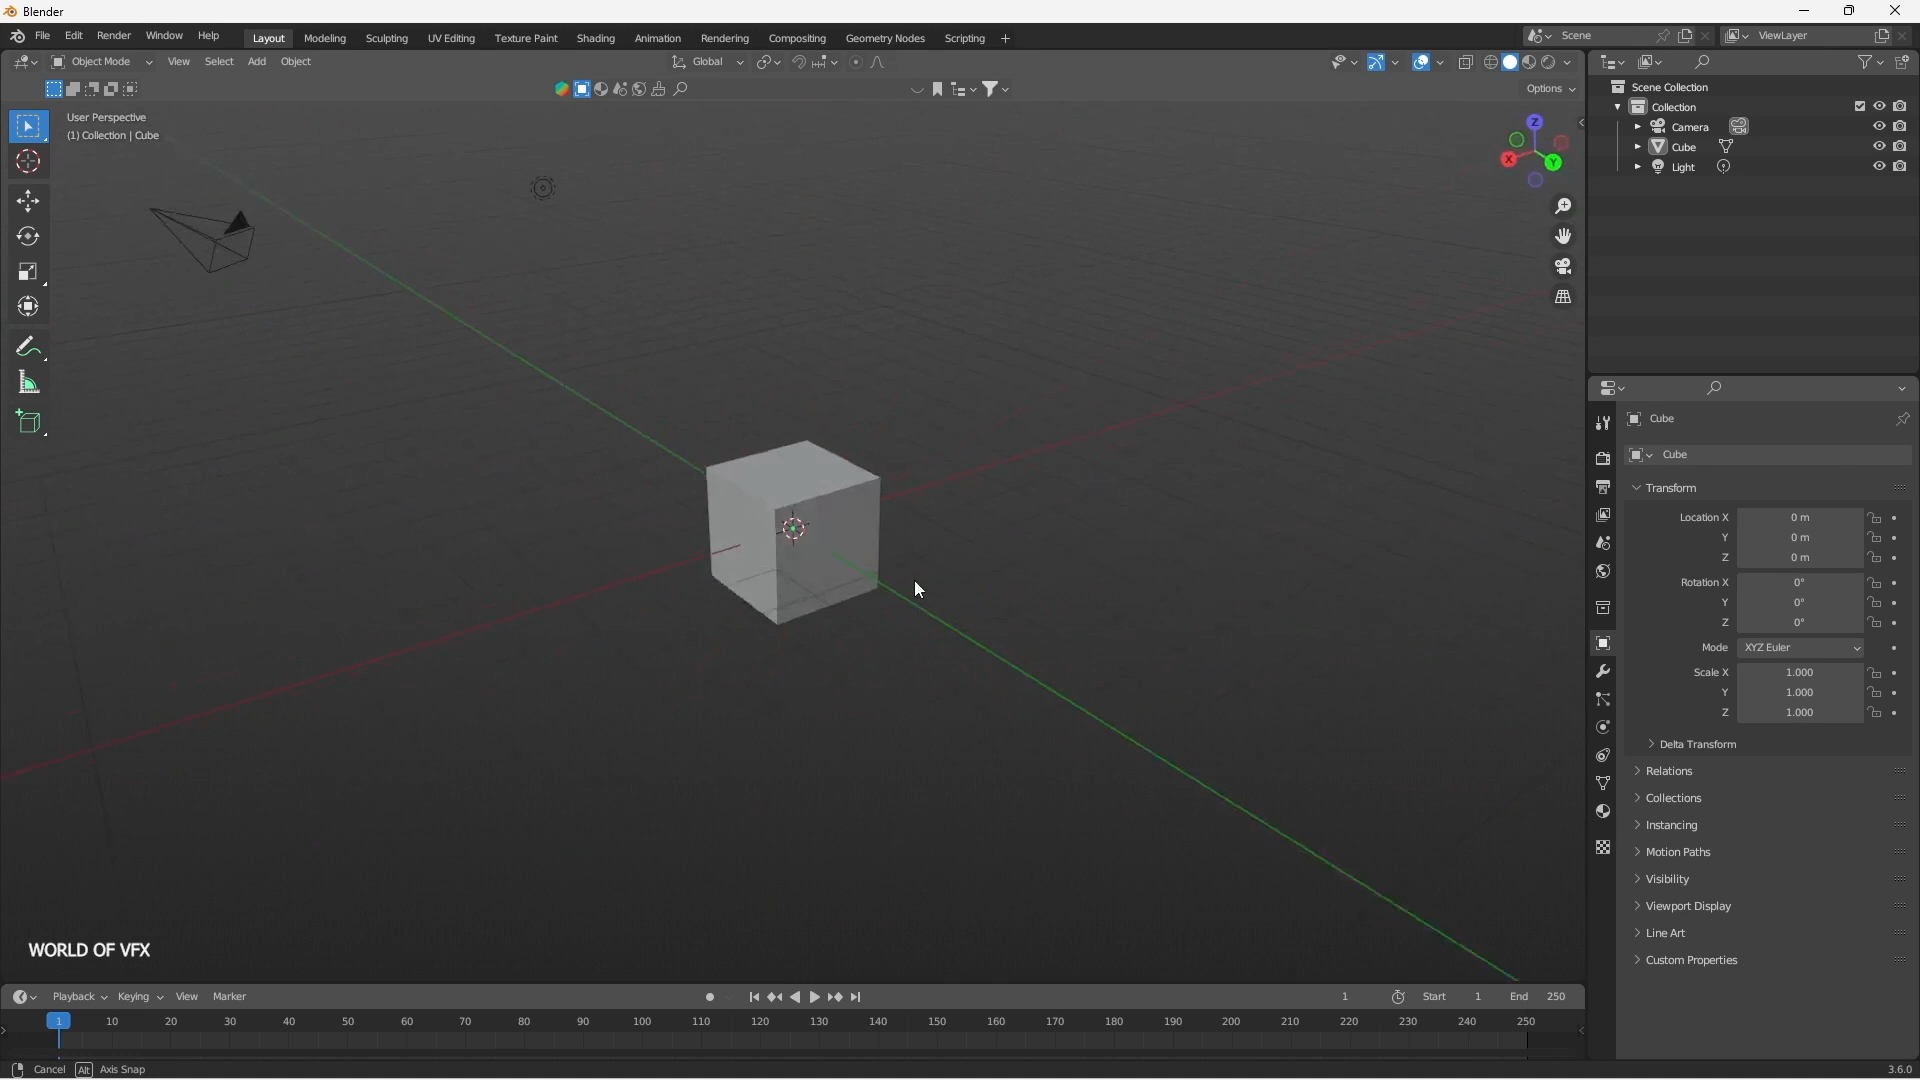 Blender
File Edit Render Window Help Layout Modeling Sculpting UV Editing Texture Paint Shading Animation Rendering Compositing Geometry Nodes Scripting + Scene ViewLayer
Object Mode View Select Add Object Global
Options
User Perspective
(1) Collection | Cube
Z
X
Y
Scene Collection
Collection
Camera
Cube
Light
Cube
Cube
Transform
Location X 0 m
Y 0 m
Z 0 m
Rotation X 0°
Y 0°
Z 0°
Mode XYZ Euler
Scale X 1.000
Y 1.000
Z 1.000
Delta Transform
Relations
Collections
Instancing
Motion Paths
Visibility
Viewport Display
Line Art
Custom Properties
WORLD OF VFX
Playback Keying View Marker 1 Start 1 End 250
1 10 20 30 40 50 60 70 80 90 100 110 120 130 140 150 160 170 180 190 200 210 220 230 240 250
Cancel Alt Axis Snap 3.6.0